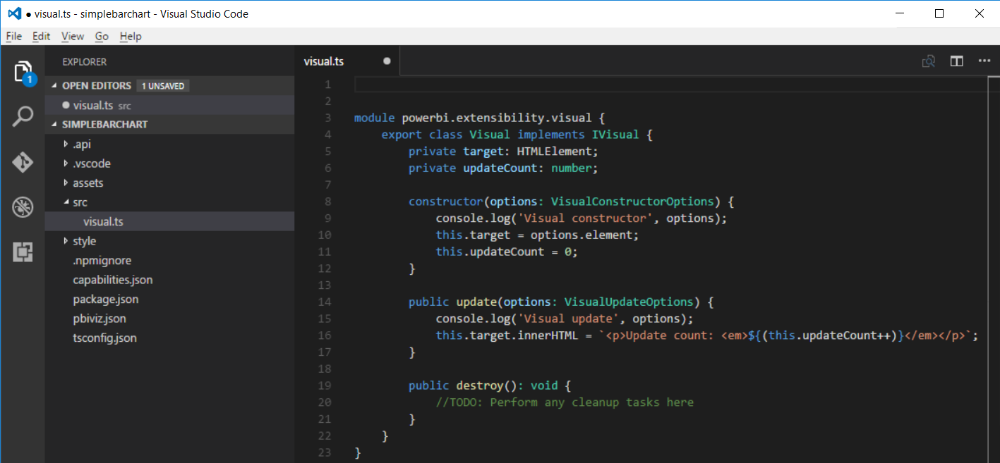 ● visual.ts - simplebarchart - Visual Studio Code
File Edit View Go Help
1
EXPLORER
OPEN EDITORS 1 UNSAVED
visual.ts src
SIMPLEBARCHART
.api
.vscode
assets
src
visual.ts
style
.npmignore
capabilities.json
package.json
pbiviz.json
tsconfig.json
visual.ts
1
2
3 module powerbi.extensibility.visual {
4     export class Visual implements IVisual {
5         private target: HTMLElement;
6         private updateCount: number;
7
8         constructor(options: VisualConstructorOptions) {
9             console.log('Visual constructor', options);
10             this.target = options.element;
11             this.updateCount = 0;
12         }
13
14         public update(options: VisualUpdateOptions) {
15             console.log('Visual update', options);
16             this.target.innerHTML = `<p>Update count: <em>${(this.updateCount++)}</em></p>`;
17         }
18
19         public destroy(): void {
20             //TODO: Perform any cleanup tasks here
21         }
22     }
23 }